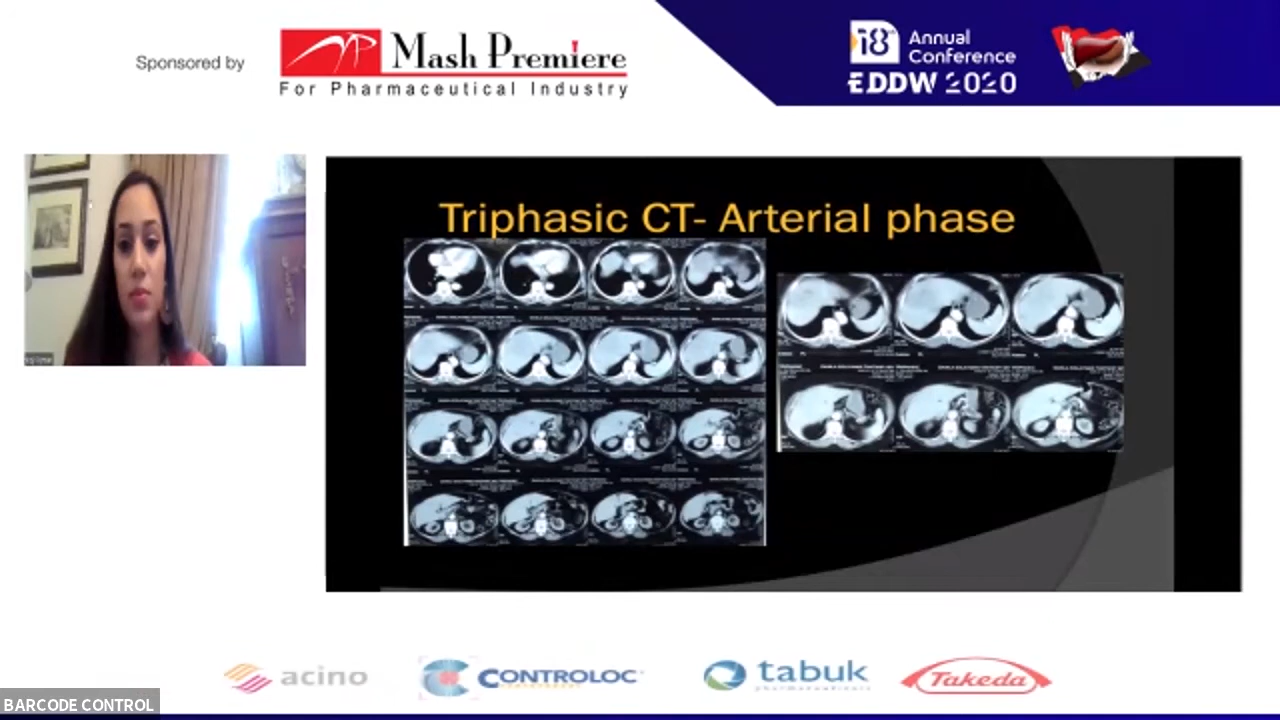 Sponsored by
Mash Premiere
For Pharmaceutical Industry
18 Annual
Conference
EDDW 2020
Triphasic CT- Arterial phase
acino
CONTROLOC
tabuk
pharmaceuticals
Takeda
BARCODE CONTROL